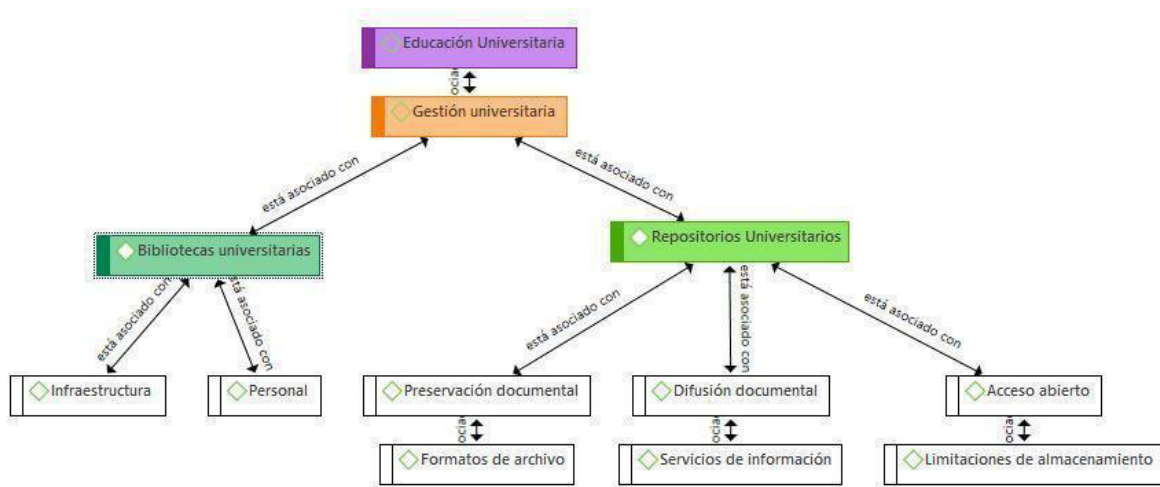 Educación Universitaria
ocia
Gestión universitaria
está asociado con
está asociado con
Bibliotecas universitarias
Repositorios Universitarios
está asociado con
stá asociado con
está asociado con
está asociado con
está asociado con
Infraestructura
Personal
Preservación documental
Difusión documental
Acceso abierto
ocia
ocia
ocia
Formatos de archivo
Servicios de información
Limitaciones de almacenamiento